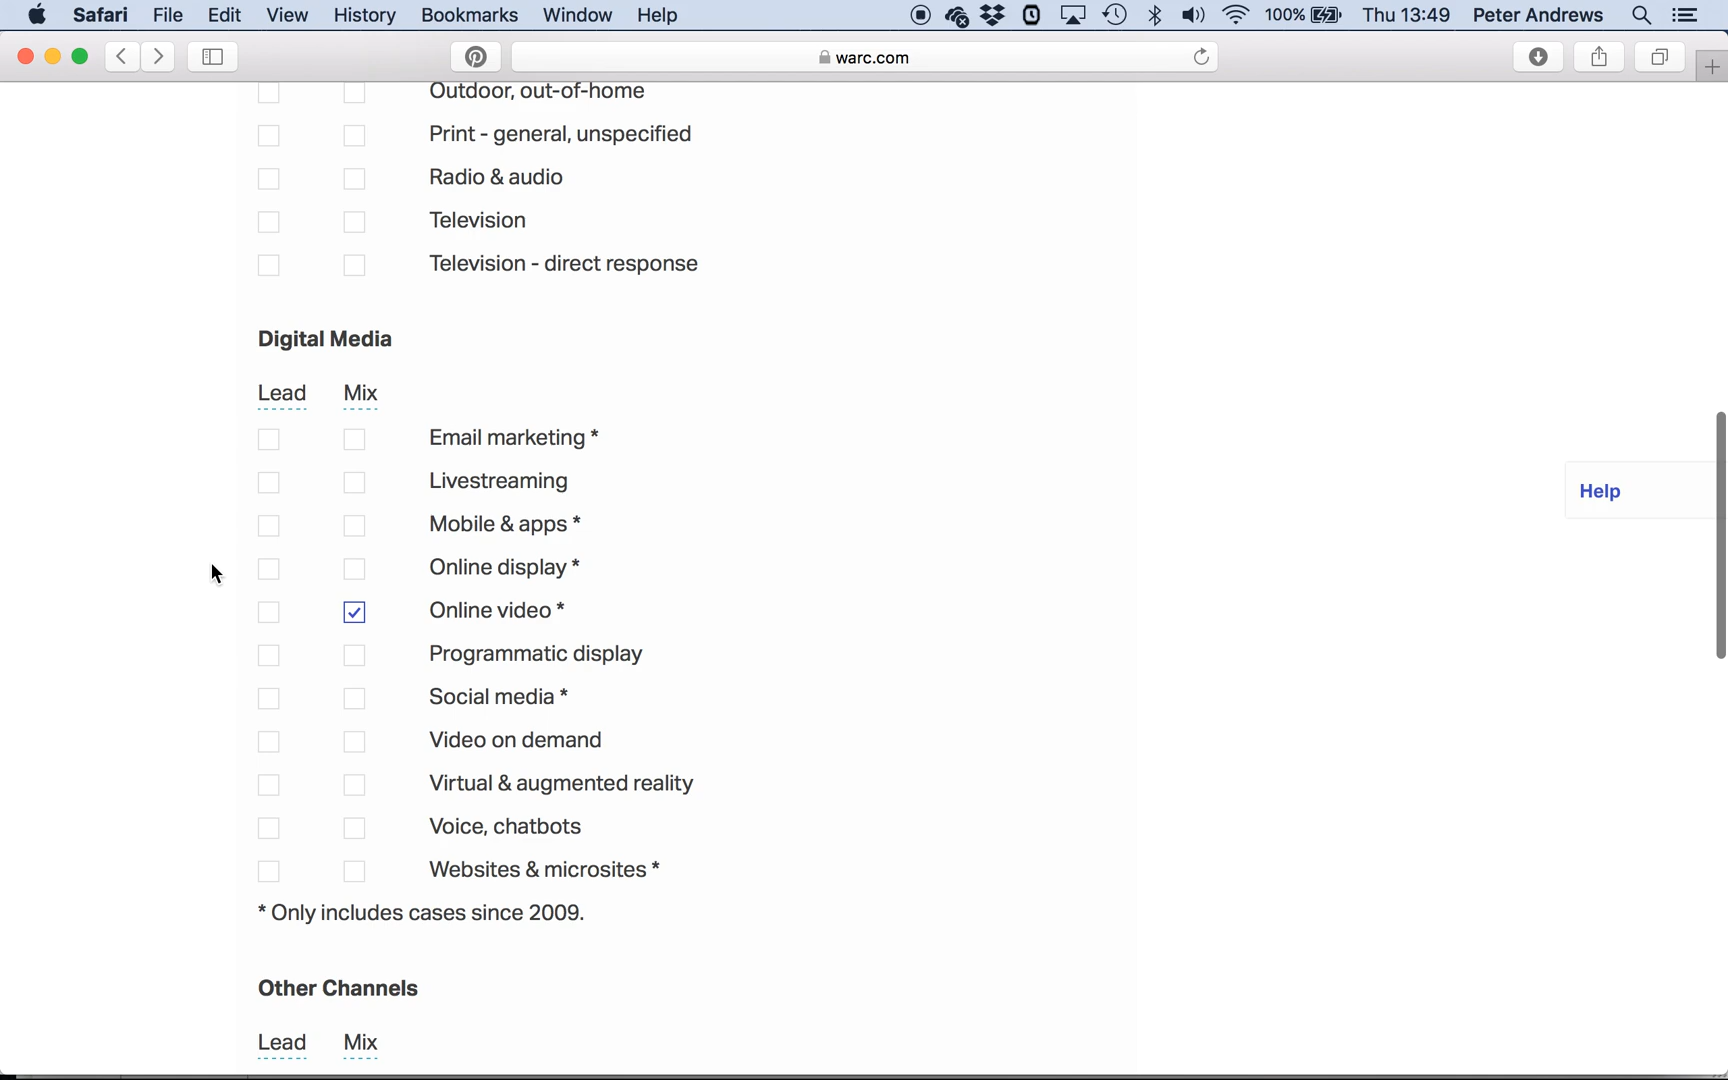 Safari File Edit View History Bookmarks Window Help 100% Thu 13:49 Peter Andrews
warc.com
Outdoor, out-of-home
Print - general, unspecified
Radio & audio
Television
Television - direct response
Digital Media
Lead Mix
Email marketing *
Livestreaming
Help
Mobile & apps *
Online display *
Online video *
Programmatic display
Social media *
Video on demand
Virtual & augmented reality
Voice, chatbots
Websites & microsites *
* Only includes cases since 2009.
Other Channels
Lead Mix